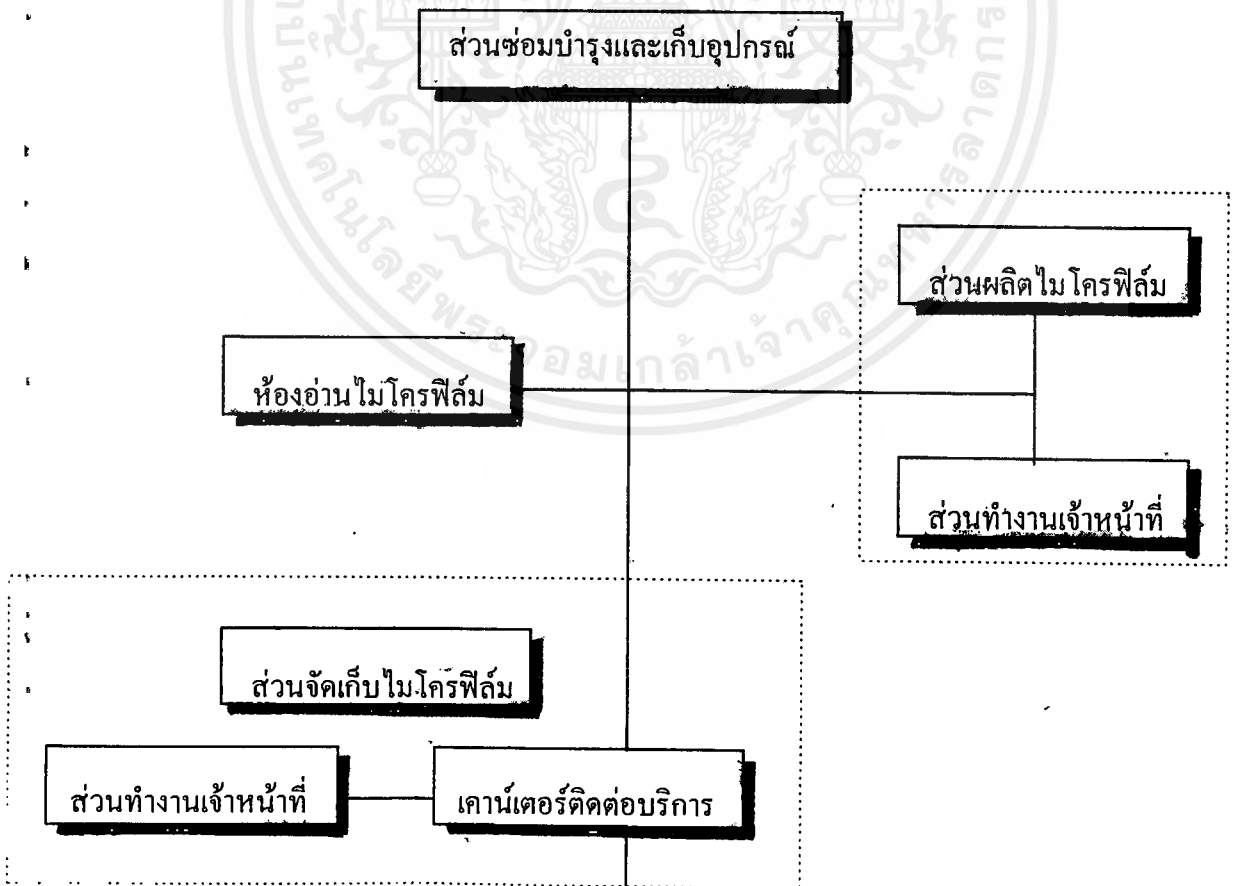 ส่วนซ่อมบำรุงและเก็บอุปกรณ์
ส่วนผลิตไมโครฟิล์ม
ห้องอ่านไมโครฟิล์ม
ส่วนทำงานเจ้าหน้าที่
ส่วนจัดเก็บไมโครฟิล์ม
ส่วนทำงานเจ้าหน้าที่
เคาน์เตอร์ติดต่อบริการ